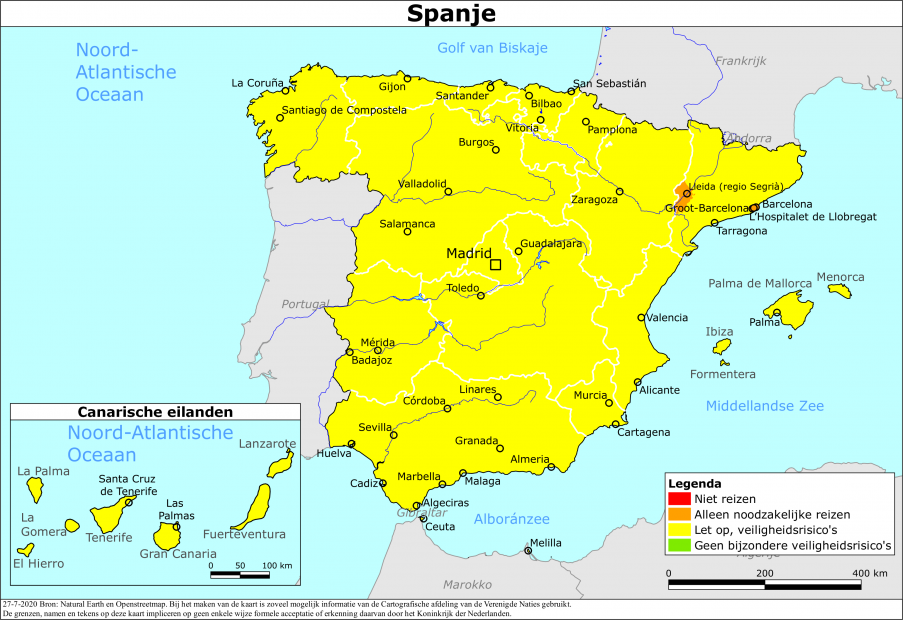 Spanje
Noord-
Atlantische
Oceaan
Golf van Biskaje
Frankrijk
La Coruña
Gijon
Santander
San Sebastián
Bilbao
Santiago de Compostela
Vitoria
Pamplona
Andorra
Burgos
Valladolid
Zaragoza
Lleida (regio Segrià)
Groot-Barcelona
Barcelona
L'Hospitalet de Llobregat
Salamanca
Tarragona
Guadalajara
Madrid
Toledo
Portugal
Palma de Mallorca
Menorca
Palma
Valencia
Ibiza
Mérida
Badajoz
Formentera
Linares
Alicante
Córdoba
Murcia
Middellandse Zee
Sevilla
Cartagena
Huelva
Granada
Almeria
Cadiz
Marbella
Malaga
Algeciras
Gibraltar
Ceuta
Alboránzee
Melilla
Marokko
Algerije
Canarische eilanden
Noord-Atlantische
Oceaan
Lanzarote
La Palma
Santa Cruz
de Tenerife
Las
Palmas
La
Gomera
Tenerife
Fuerteventura
Gran Canaria
El Hierro
0 50 100 km
Legenda
Niet reizen
Alleen noodzakelijke reizen
Let op, veiligheidsrisico's
Geen bijzondere veiligheidsrisico's
0 200 400 km
27-7-2020 Bron: Natural Earth en Openstreetmap. Bij het maken van de kaart is zoveel mogelijk informatie van de Cartografische afdeling van de Verenigde Naties gebruikt.
De grenzen, namen en tekens op deze kaart impliceren op geen enkele wijze formele acceptatie of erkenning daarvan door het Koninkrijk der Nederlanden.